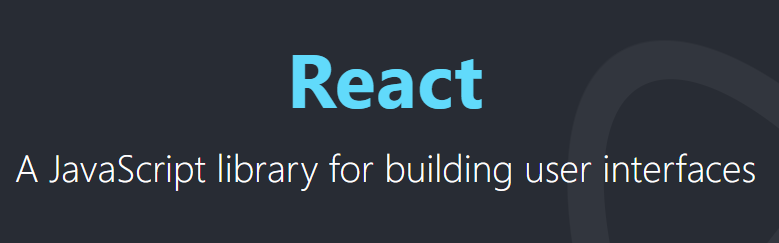 React
A JavaScript library for building user interfaces